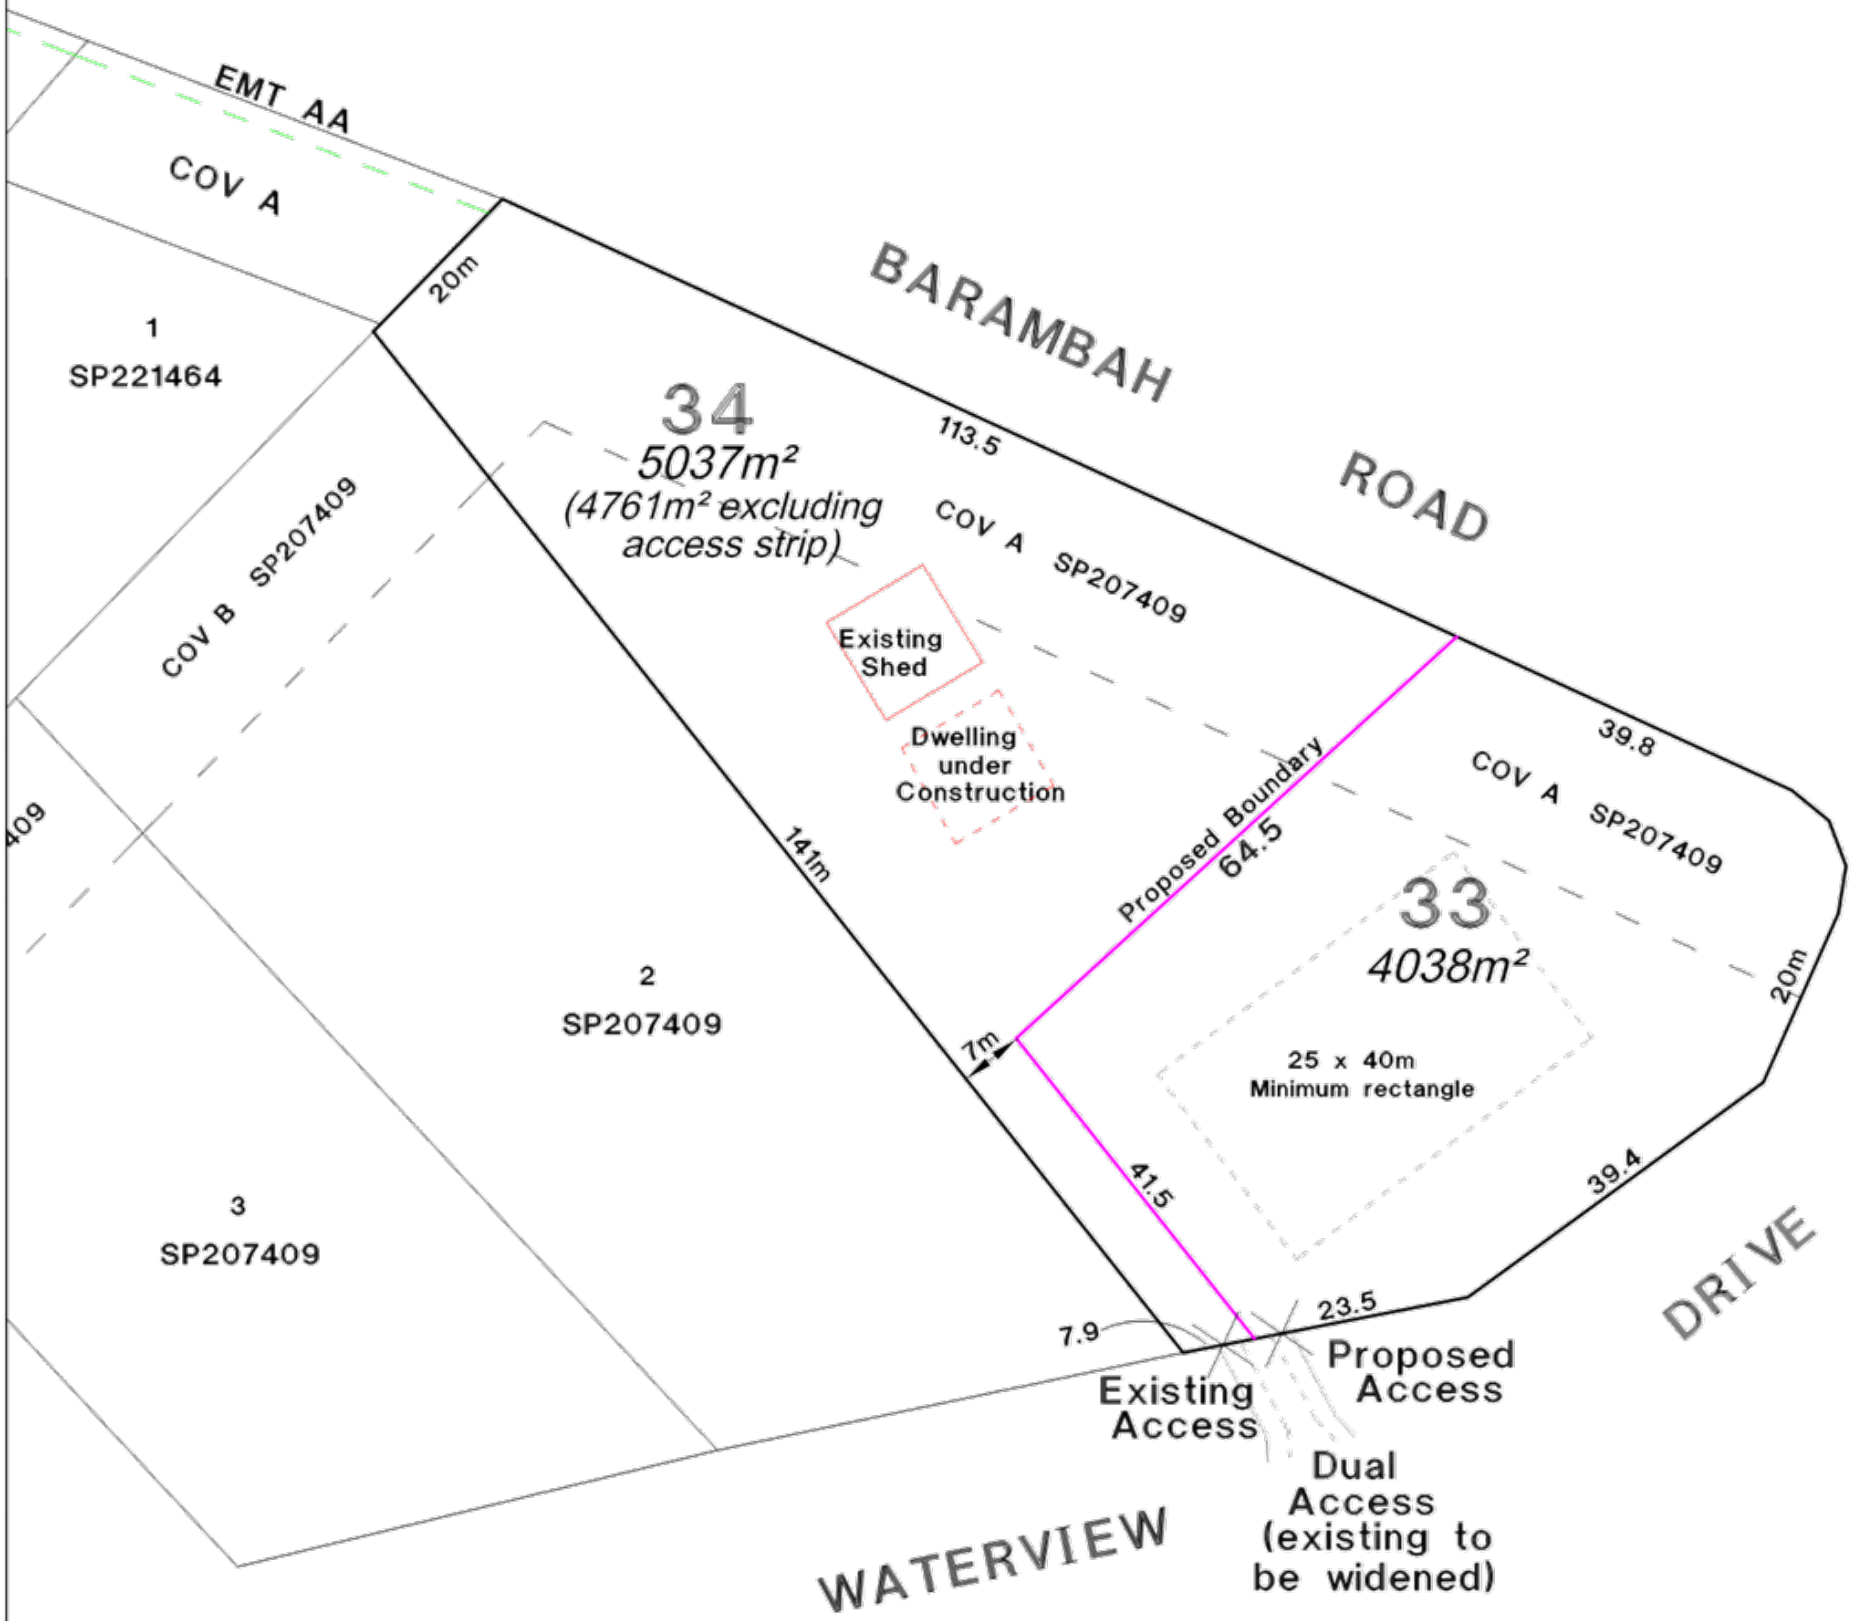 EMT AA
COV A
20m
BARAMBAH
1
SP221464
34
5037m²
(4761m² excluding
access strip)
113.5
ROAD
COV A SP207409
COV B SP207409
Existing
Shed
Dwelling
under
Construction
39.8
COV A SP207409
Proposed Boundary
64.5
409
141m
33
4038m²
20m
2
SP207409
7m
25 x 40m
Minimum rectangle
41.5
39.4
3
SP207409
DRIVE
7.9
23.5
Proposed
Access
Existing
Access
Dual
Access
(existing to
be widened)
WATERVIEW